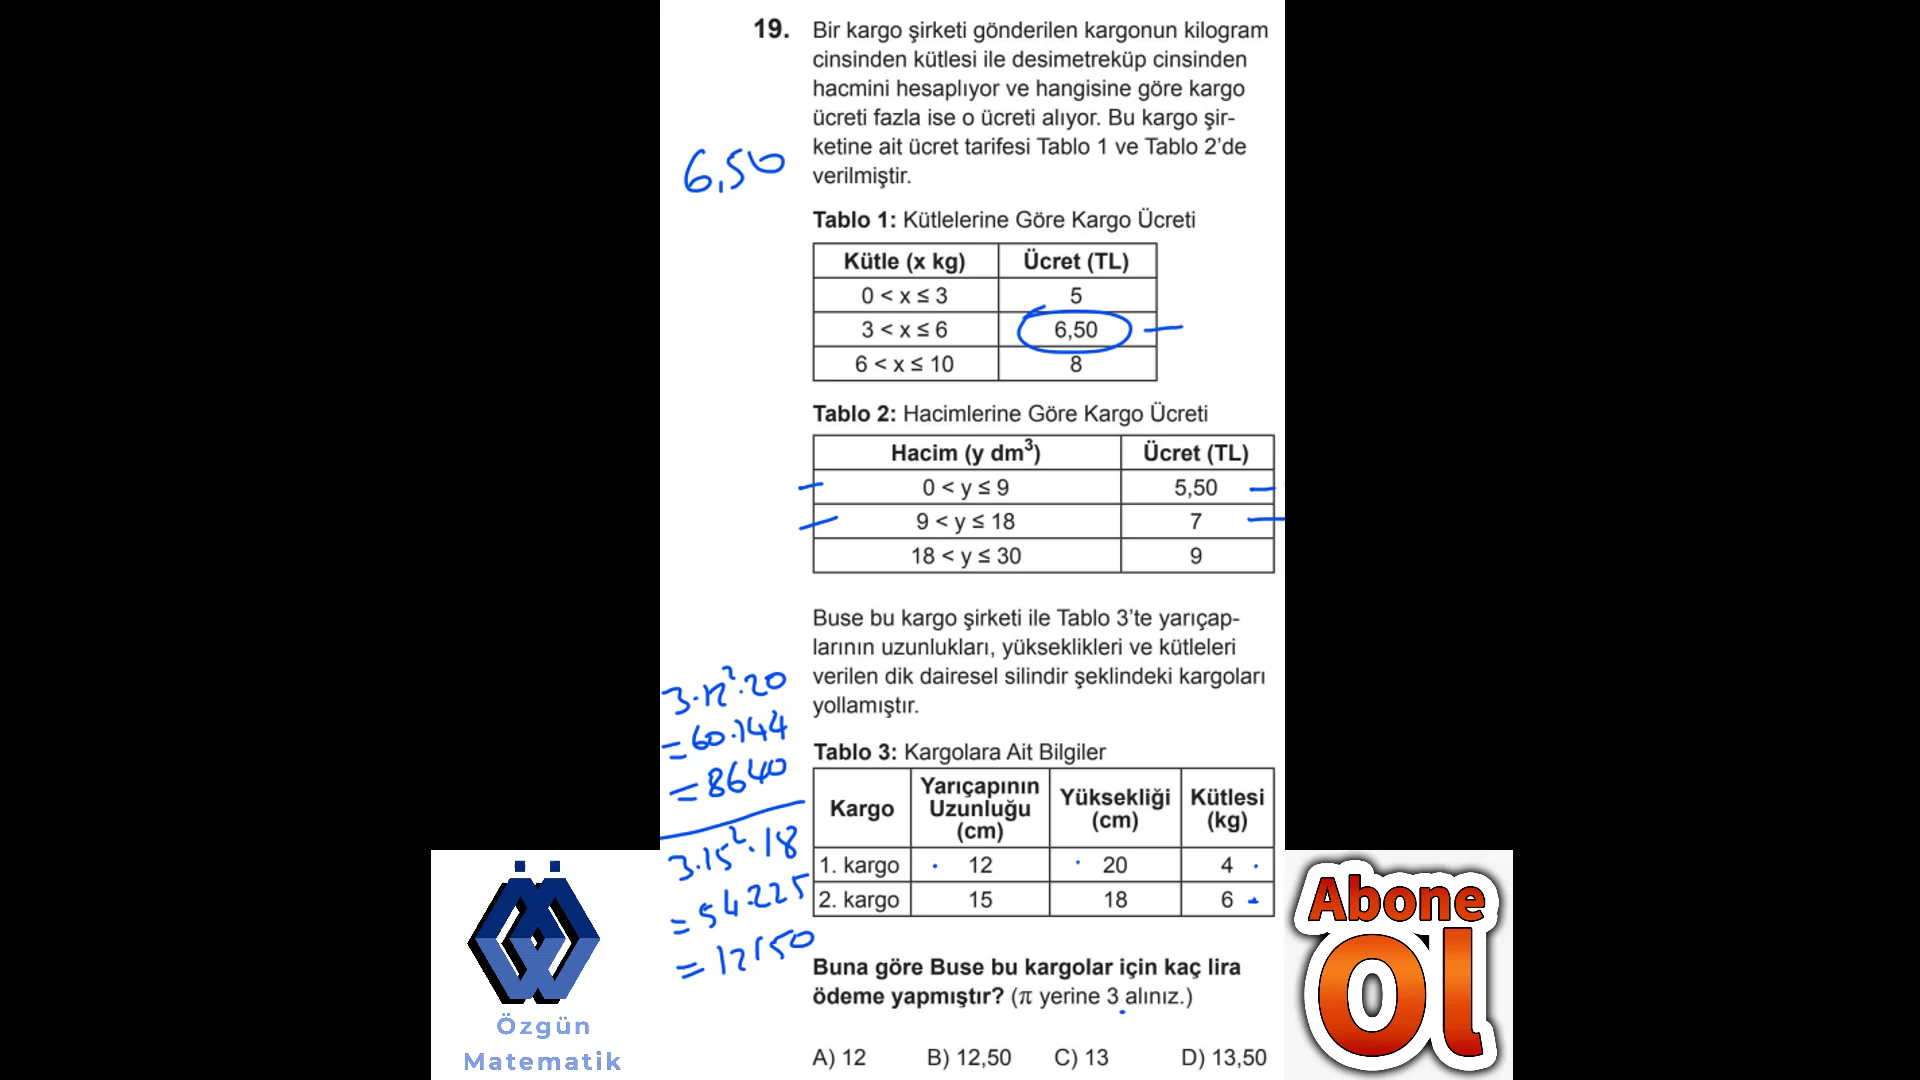 19. Bir kargo şirketi gönderilen kargonun kilogram
cinsinden kütlesi ile desimetreküp cinsinden
hacmini hesaplıyor ve hangisine göre kargo
ücreti fazla ise o ücreti alıyor. Bu kargo şir-
ketine ait ücret tarifesi Tablo 1 ve Tablo 2'de
verilmiştir.
6,50
Tablo 1: Kütlelerine Göre Kargo Ücreti
Kütle (x kg) Ücret (TL)
0 < x ≤ 3 5
3 < x ≤ 6 6,50
6 < x ≤ 10 8
Tablo 2: Hacimlerine Göre Kargo Ücreti
Hacim (y dm³) Ücret (TL)
0 < y ≤ 9 5,50
9 < y ≤ 18 7
18 < y ≤ 30 9
Buse bu kargo şirketi ile Tablo 3'te yarıçap-
larının uzunlukları, yükseklikleri ve kütleleri
verilen dik dairesel silindir şeklindeki kargoları
yollamıştır.
3.12².20
= 60.144
= 8640
3.15².18
= 54.225
= 12150
Tablo 3: Kargolara Ait Bilgiler
Kargo Yarıçapının Uzunluğu (cm) Yüksekliği (cm) Kütlesi (kg)
1. kargo 12 20 4
2. kargo 15 18 6
Buna göre Buse bu kargolar için kaç lira
ödeme yapmıştır? (π yerine 3 alınız.)
A) 12 B) 12,50 C) 13 D) 13,50
Özgün
Matematik
Abone
Ol